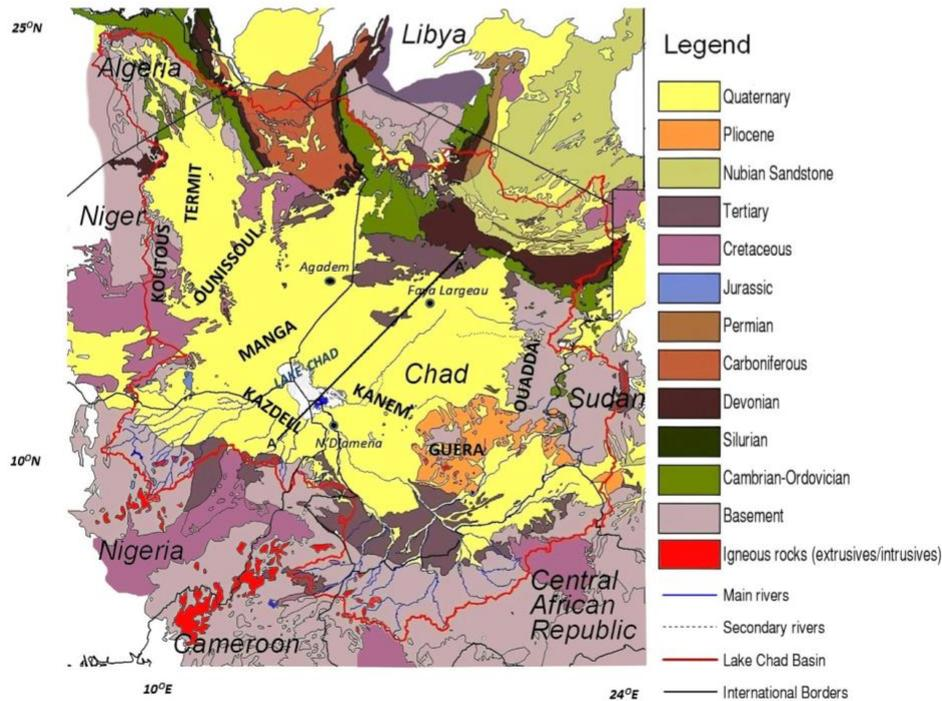 25°N
Libya
Algeria
TERMIT
Niger
KOUTOUS
OUNISSOUL
Agadem
A'
Faya Largeau
MANGA
LAKE CHAD
Chad
OUADDA
KAZDELL
KANEM.
Sudan
A
N'Djamena
GUERA
10°N
Nigeria
Central
African
Republic
Cameroon
10°E
24°E
Legend
Quaternary
Pliocene
Nubian Sandstone
Tertiary
Cretaceous
Jurassic
Permian
Carboniferous
Devonian
Silurian
Cambrian-Ordovician
Basement
Igneous rocks (extrusives/intrusives)
Main rivers
Secondary rivers
Lake Chad Basin
International Borders